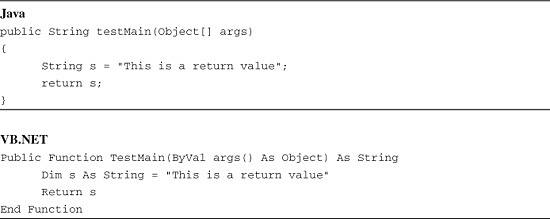 Java
public String testMain(Object[] args)
{
String s = "This is a return value";
return s;
}
VB.NET
Public Function TestMain(ByVal args() As Object) As String
Dim s As String = "This is a return value"
Return s
End Function